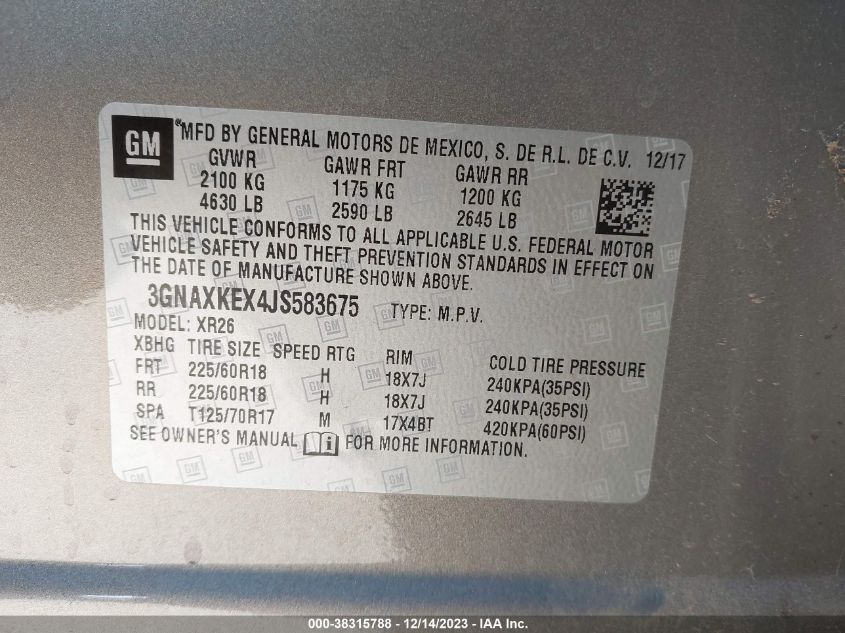 GM
"MFD BY GENERAL MOTORS DE MEXICO, S. DE R.L. DE C.V. 12/17
GVWR GAWR FRT GAWR RR
2100 KG 1175 KG 1200 KG
4630 LB 2590 LB 2645 LB
THIS VEHICLE CONFORMS TO ALL APPLICABLE U.S. FEDERAL MOTOR
VEHICLE SAFETY AND THEFT PREVENTION STANDARDS IN EFFECT ON
THE DATE OF MANUFACTURE SHOWN ABOVE.
3GNAXKEX4JS583675 TYPE: M.P.V.
MODEL: XR26
XBHG TIRE SIZE SPEED RTG RIM COLD TIRE PRESSURE
FRT 225/60R18 H 18X7J 240KPA(35PSI)
RR 225/60R18 H 18X7J 240KPA(35PSI)
SPA T125/70R17 M 17X4BT 420KPA(60PSI)
SEE OWNER'S MANUAL i FOR MORE INFORMATION.
000-38315788 - 12/14/2023 - IAA Inc.